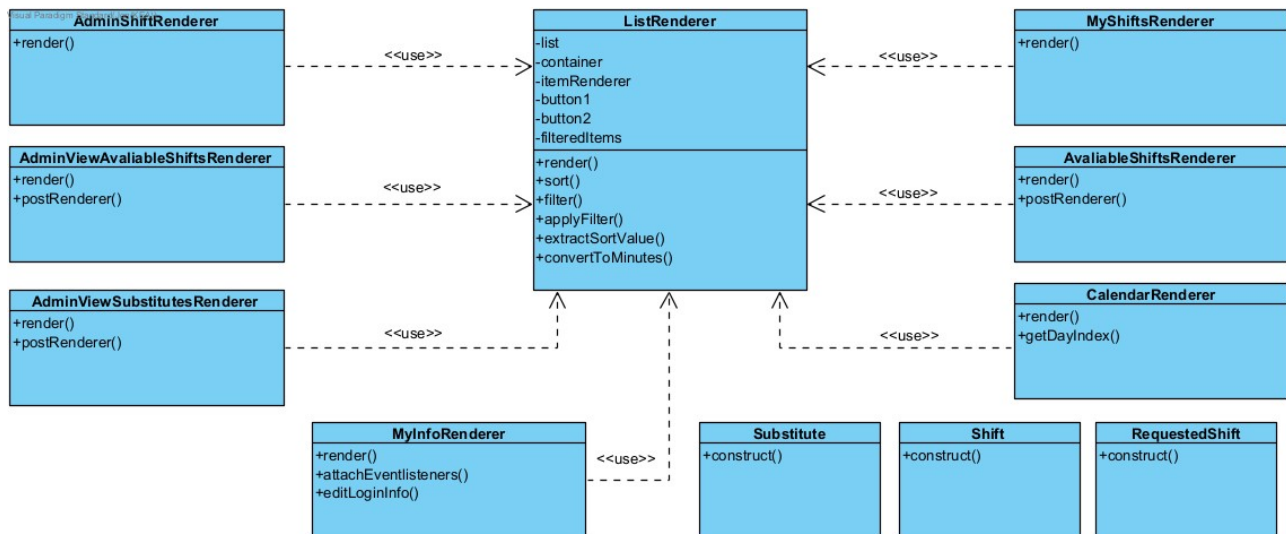 AdminShiftRenderer
+render()
<<use>>
ListRenderer
-list
-container
-itemRenderer
-button1
-button2
-filteredItems
+render()
+sort()
+filter()
+applyFilter()
+extractSortValue()
+convertToMinutes()
<<use>>
MyShiftsRenderer
+render()
AdminViewAvaliableShiftsRenderer
+render()
+postRenderer()
<<use>>
<<use>>
AvaliableShiftsRenderer
+render()
+postRenderer()
AdminViewSubstitutesRenderer
+render()
+postRenderer()
<<use>>
<<use>>
CalendarRenderer
+render()
+getDayIndex()
MyInfoRenderer
+render()
+attachEventlisteners()
+editLoginInfo()
<<use>>
Substitute
+construct()
Shift
+construct()
RequestedShift
+construct()